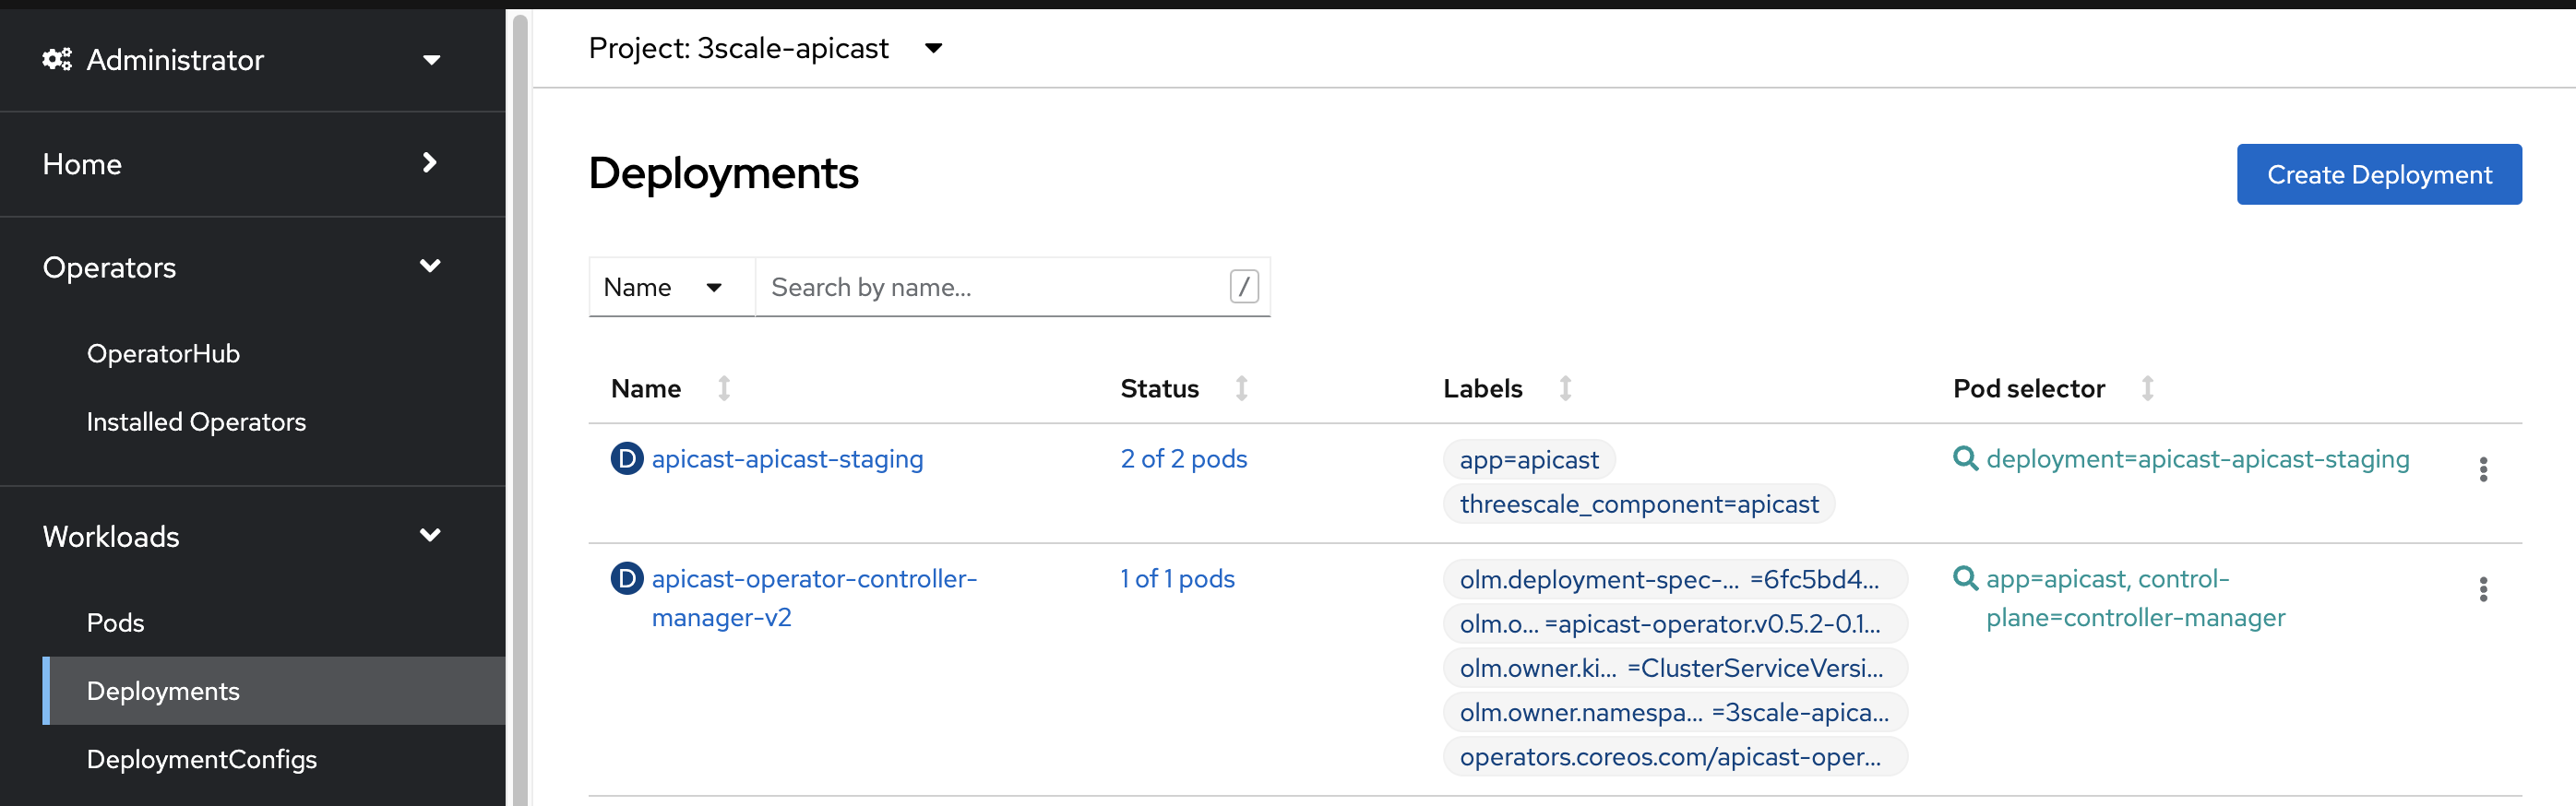 Administrator
Home
Operators
OperatorHub
Installed Operators
Workloads
Pods
Deployments
DeploymentConfigs
Project: 3scale-apicast
Deployments
Create Deployment
Name
Search by name...
/
Name Status Labels Pod selector
D apicast-apicast-staging 2 of 2 pods app=apicast deployment=apicast-apicast-staging
threescale_component=apicast
D apicast-operator-controller- 1 of 1 pods olm.deployment-spec-... =6fc5bd4... app=apicast, control-
manager-v2 olm.o... =apicast-operator.v0.5.2-0.1... plane=controller-manager
olm.owner.ki... =ClusterServiceVersi...
olm.owner.namespa... =3scale-apica...
operators.coreos.com/apicast-oper...